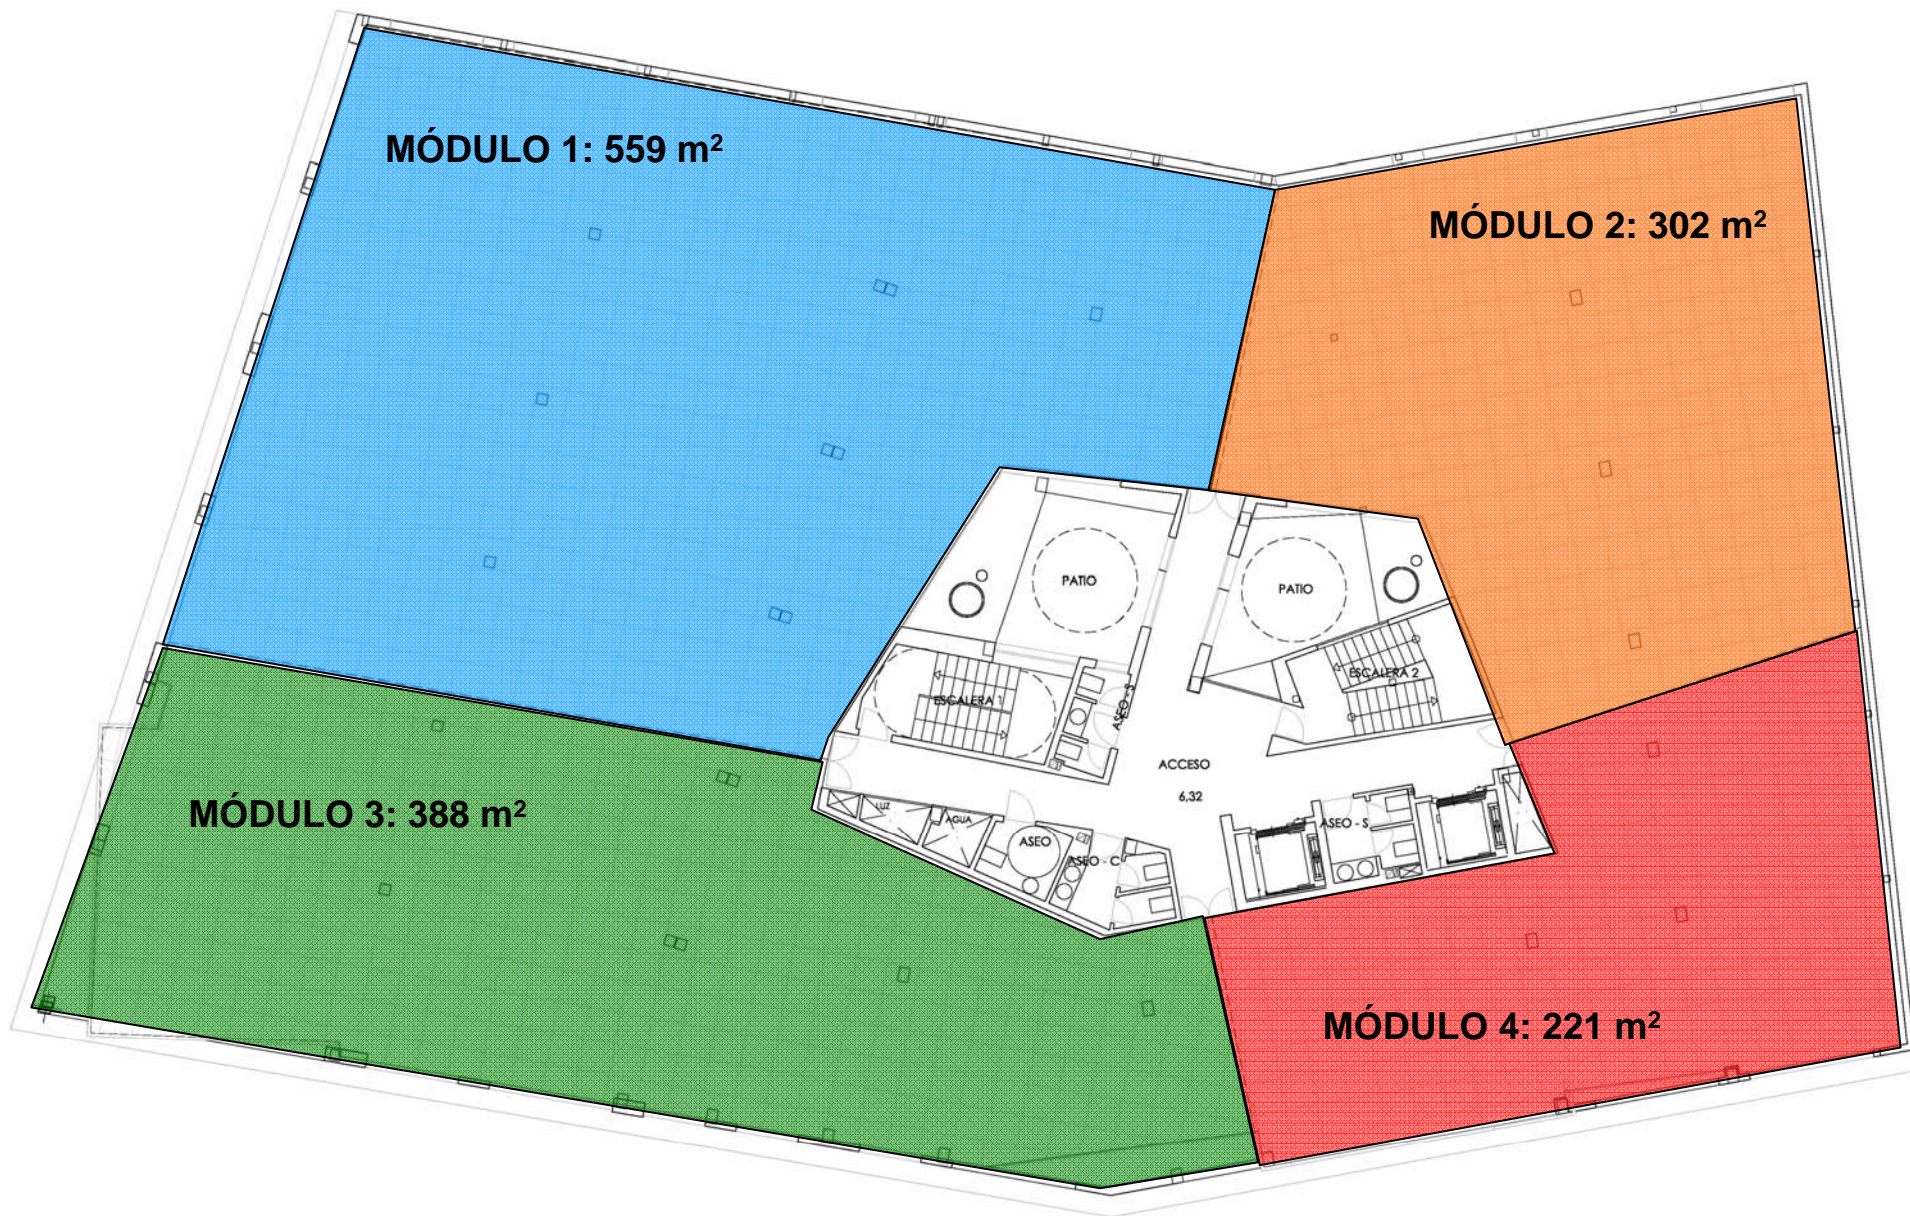 MÓDULO 1: 559 m²
MÓDULO 2: 302 m²
PATIO
PATIO
ESCALERA 1
ASEO - S
ESCALERA 2
ACCESO
6,32
MÓDULO 3: 388 m²
LUZ
AGUA
ASEO
ASEO - C
ASEO - S
MÓDULO 4: 221 m²